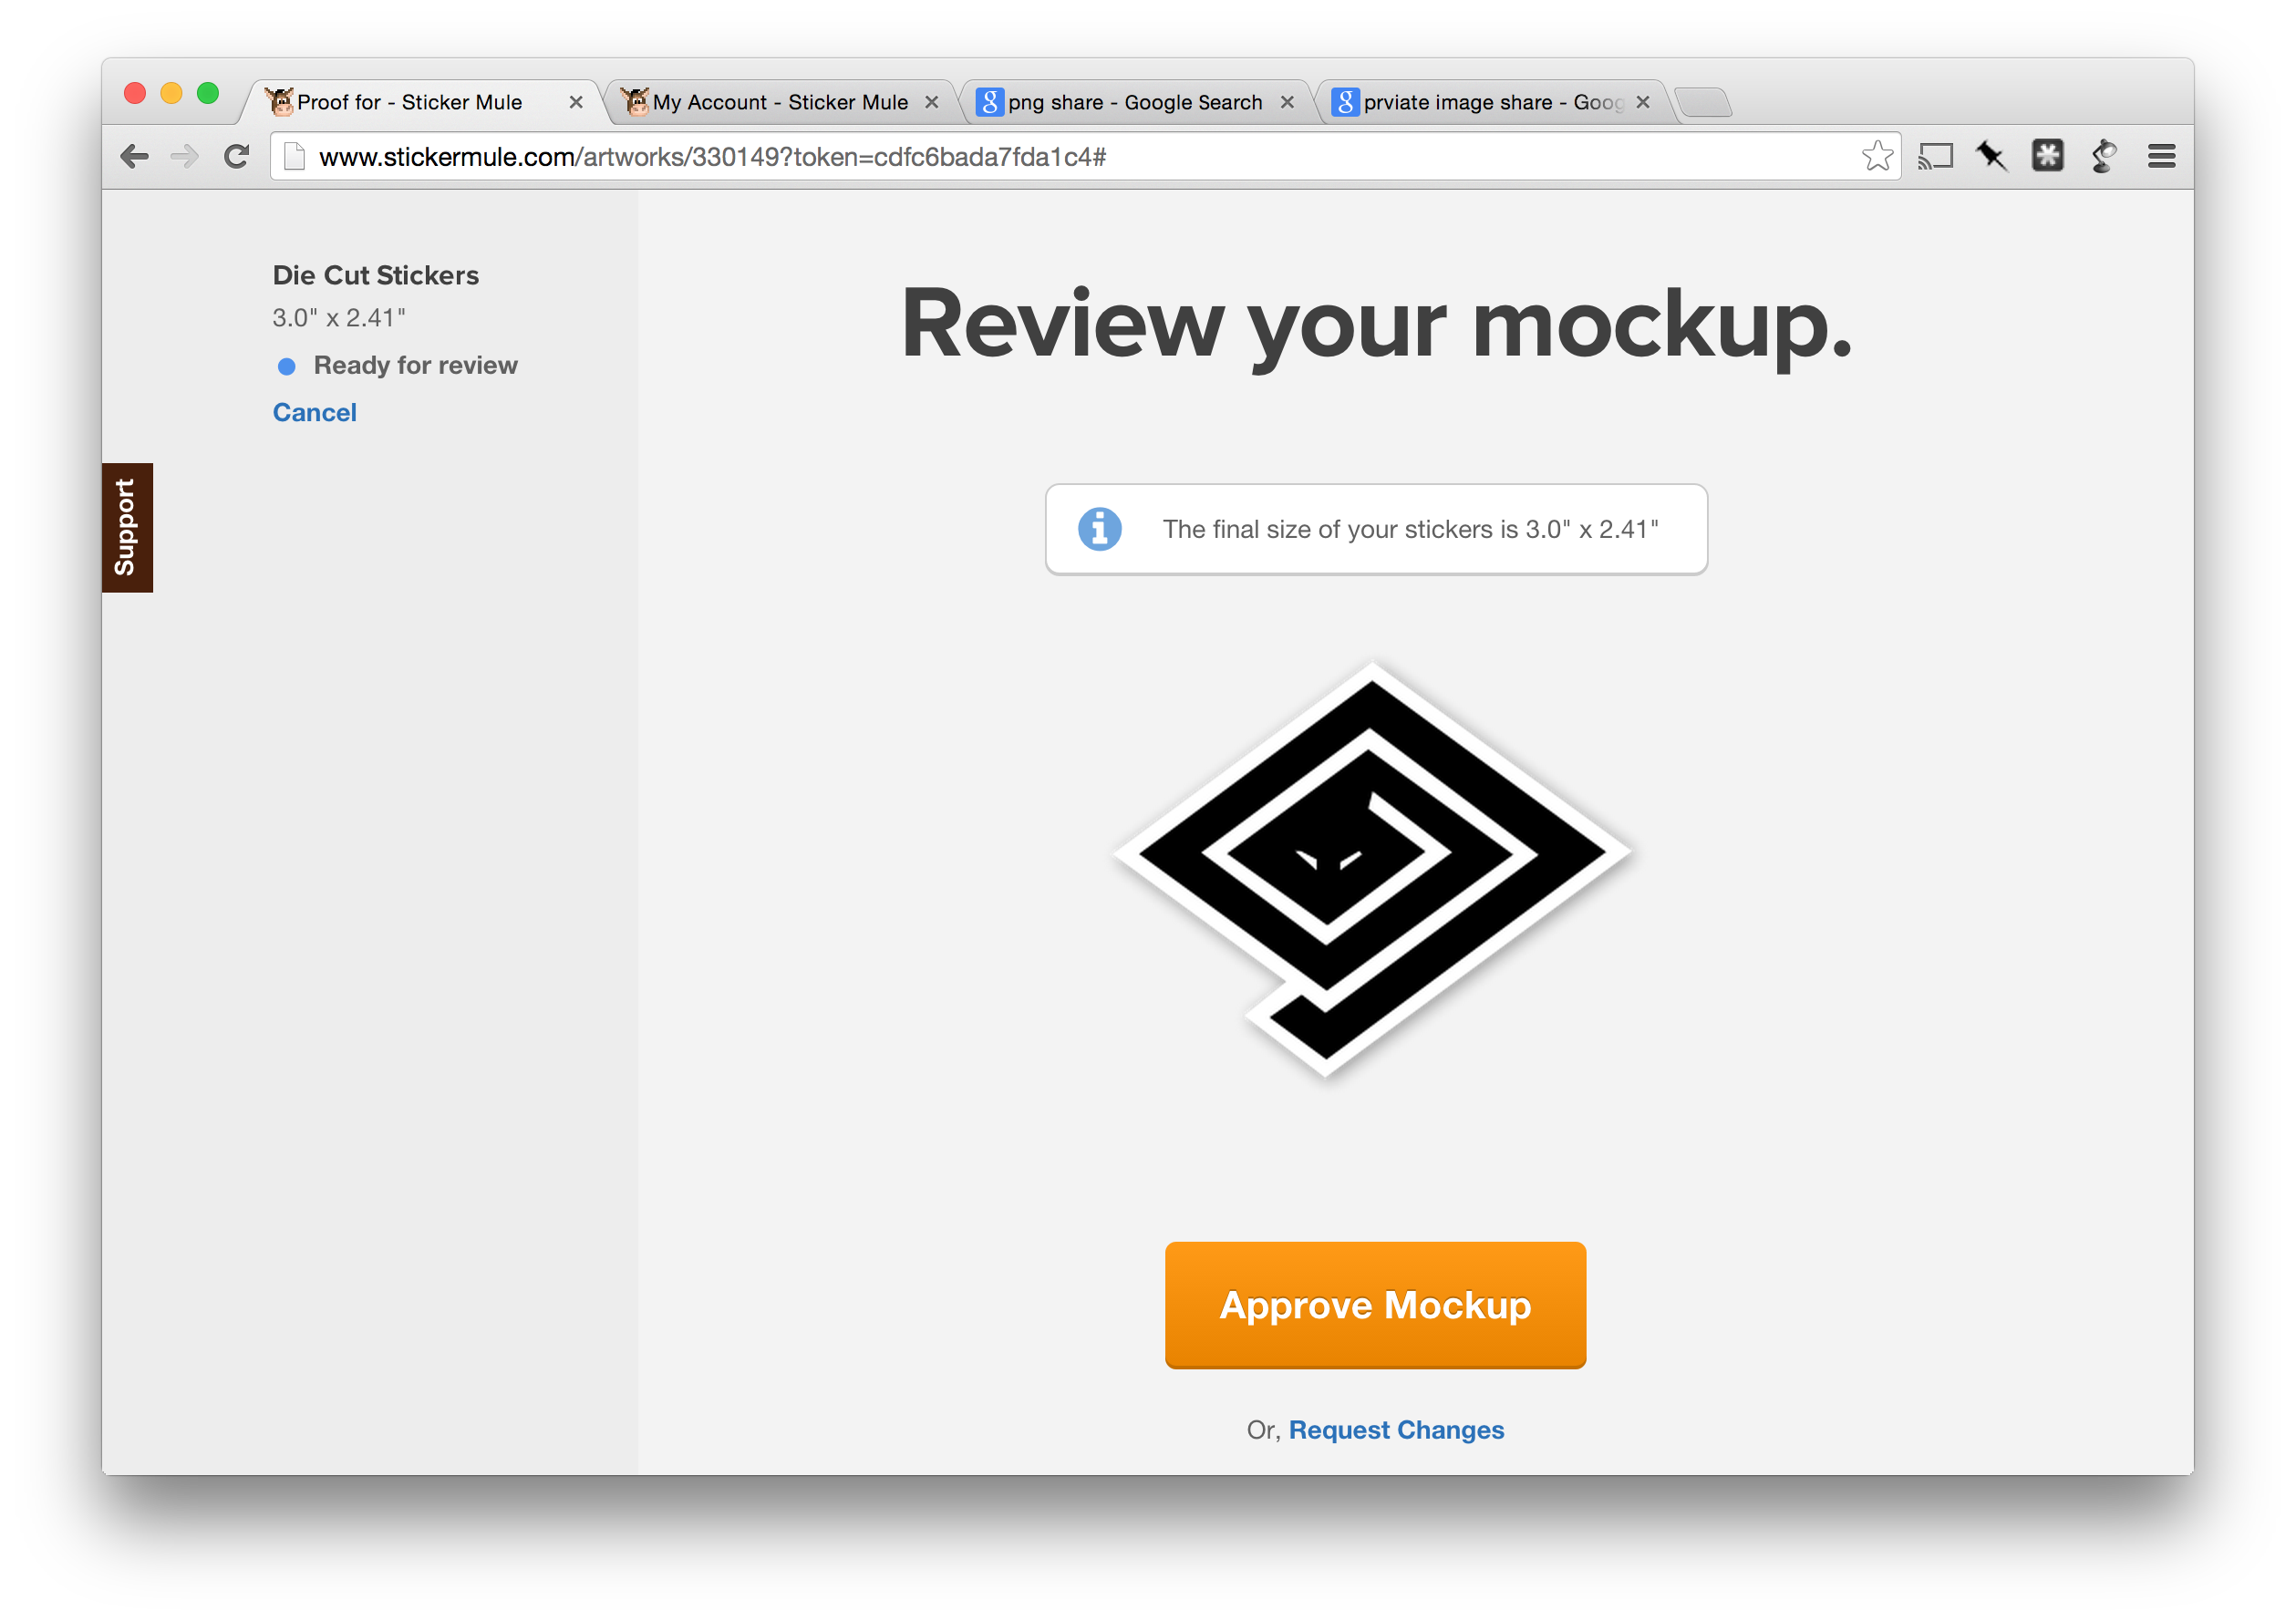 Proof for - Sticker Mule
My Account - Sticker Mule
png share - Google Search
prviate image share - Goog
www.stickermule.com/artworks/330149?token=cdfc6bada7fda1c4#
Die Cut Stickers
3.0" x 2.41"
Ready for review
Cancel
Support
Review your mockup.
The final size of your stickers is 3.0" x 2.41"
Approve Mockup
Or, Request Changes